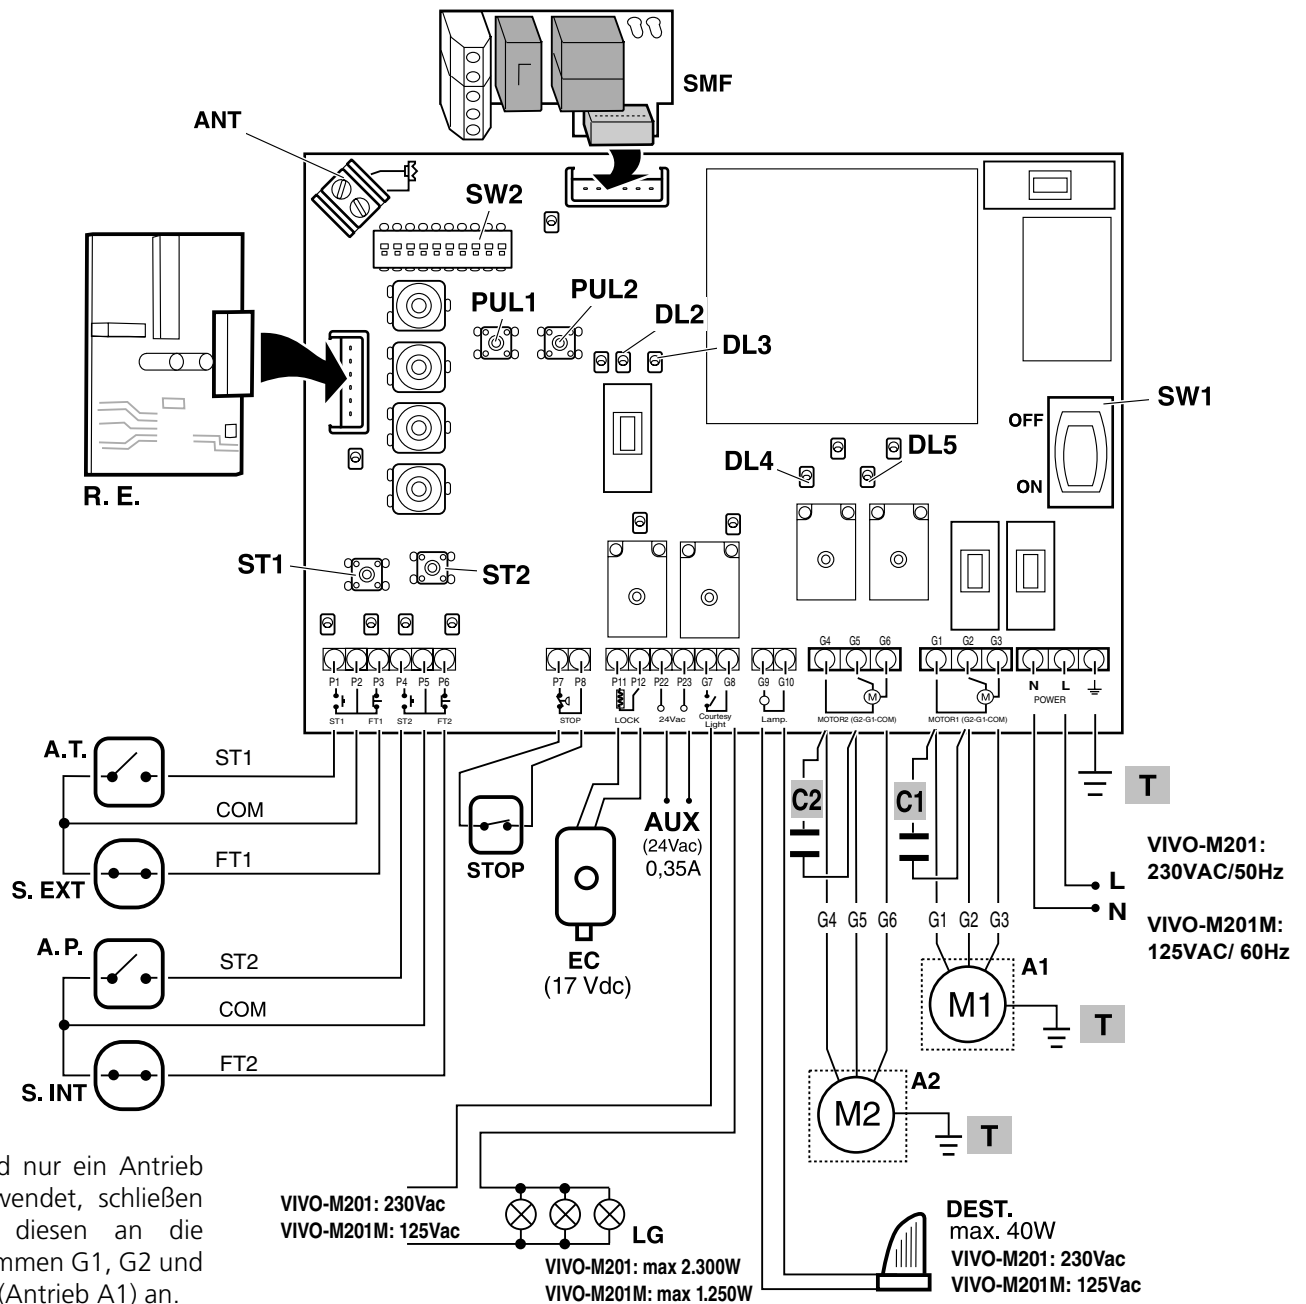 SMF
ANT
SW2
PUL1
PUL2
DL2
DL3
SW1
OFF
ON
R. E.
DL4
DL5
ST1
ST2
G4 G5 G6
G1 G2 G3
P1 P2 P3 P4 P5 P6
P7 P8
P11 P12 P22 P23 G7 G8
G9 G10
N L
POWER
ST1 FT1 ST2 FT2
STOP
LOCK
24Vac
Courtesy
Light
Lamp.
M
MOTOR2 (G2-G1-COM)
M
MOTOR1 (G2-G1-COM)
A.T.
ST1
COM
FT1
S. EXT
A.P.
ST2
COM
FT2
S. INT
STOP
EC
(17 Vdc)
AUX
(24Vac)
0,35A
C2
C1
T
VIVO-M201:
230VAC/50Hz
L
N
VIVO-M201M:
125VAC/ 60Hz
G4 G5 G6
G1 G2 G3
A1
M1
T
A2
M2
T
d nur ein Antrieb
wendet, schließen
diesen an die
mmen G1, G2 und
(Antrieb A1) an.
VIVO-M201: 230Vac
VIVO-M201M: 125Vac
LG
VIVO-M201: max 2.300W
VIVO-M201M: max 1.250W
DEST.
max. 40W
VIVO-M201: 230Vac
VIVO-M201M: 125Vac